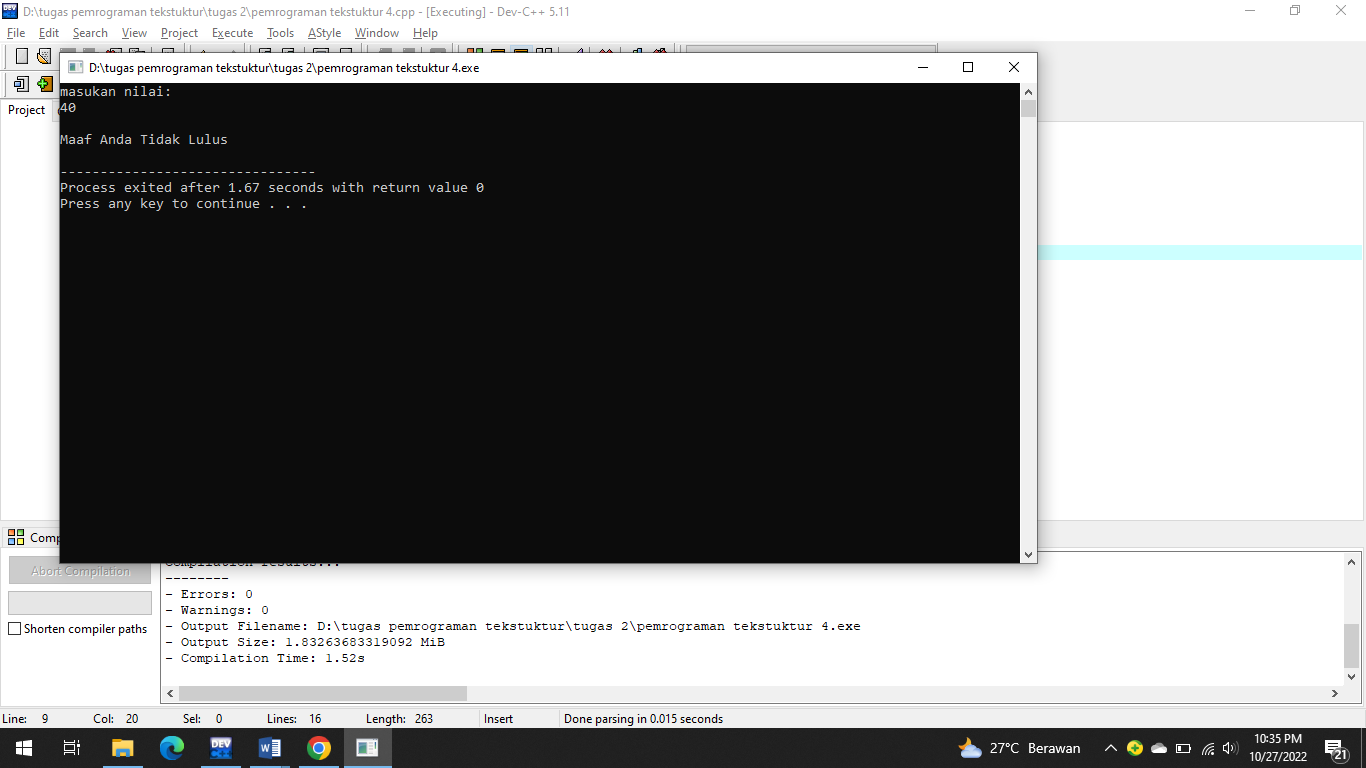 D:\tugas pemrograman tekstuktur\tugas 2\pemrograman tekstuktur 4.cpp - [Executing] - Dev-C++ 5.11
File Edit Search View Project Execute Tools AStyle Window Help
D:\tugas pemrograman tekstuktur\tugas 2\pemrograman tekstuktur 4.exe
masukan nilai:
40
Project
Maaf Anda Tidak Lulus
--------------------------------
Process exited after 1.67 seconds with return value 0
Press any key to continue . . .
Abort Compilation
Shorten compiler paths
Compilation results...
--------
- Errors: 0
- Warnings: 0
- Output Filename: D:\tugas pemrograman tekstuktur\tugas 2\pemrograman tekstuktur 4.exe
- Output Size: 1.83263683319092 MiB
- Compilation Time: 1.52s
Line: 9 Col: 20 Sel: 0 Lines: 16 Length: 263 Insert Done parsing in 0.015 seconds
DEV C++
27°C Berawan
10:35 PM
10/27/2022
21